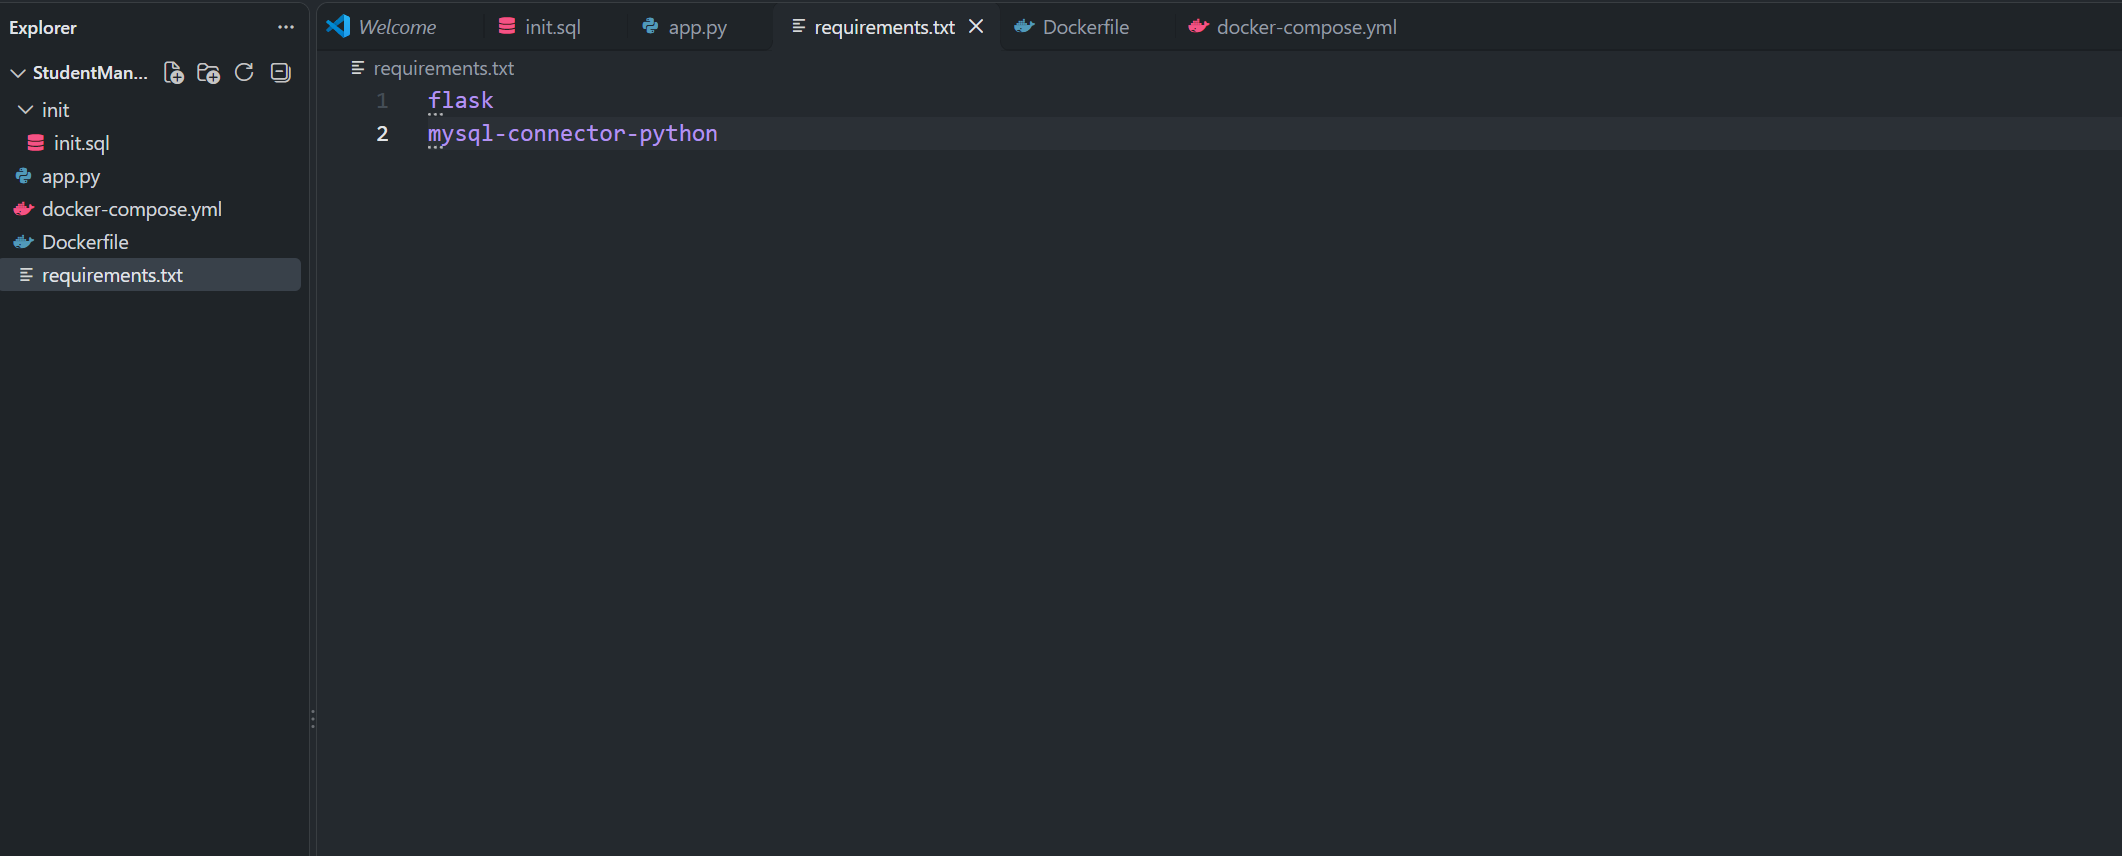 Explorer
StudentMan...
init
init.sql
app.py
docker-compose.yml
Dockerfile
requirements.txt
Welcome
init.sql
app.py
requirements.txt
Dockerfile
docker-compose.yml
requirements.txt
1 flask
2 mysql-connector-python